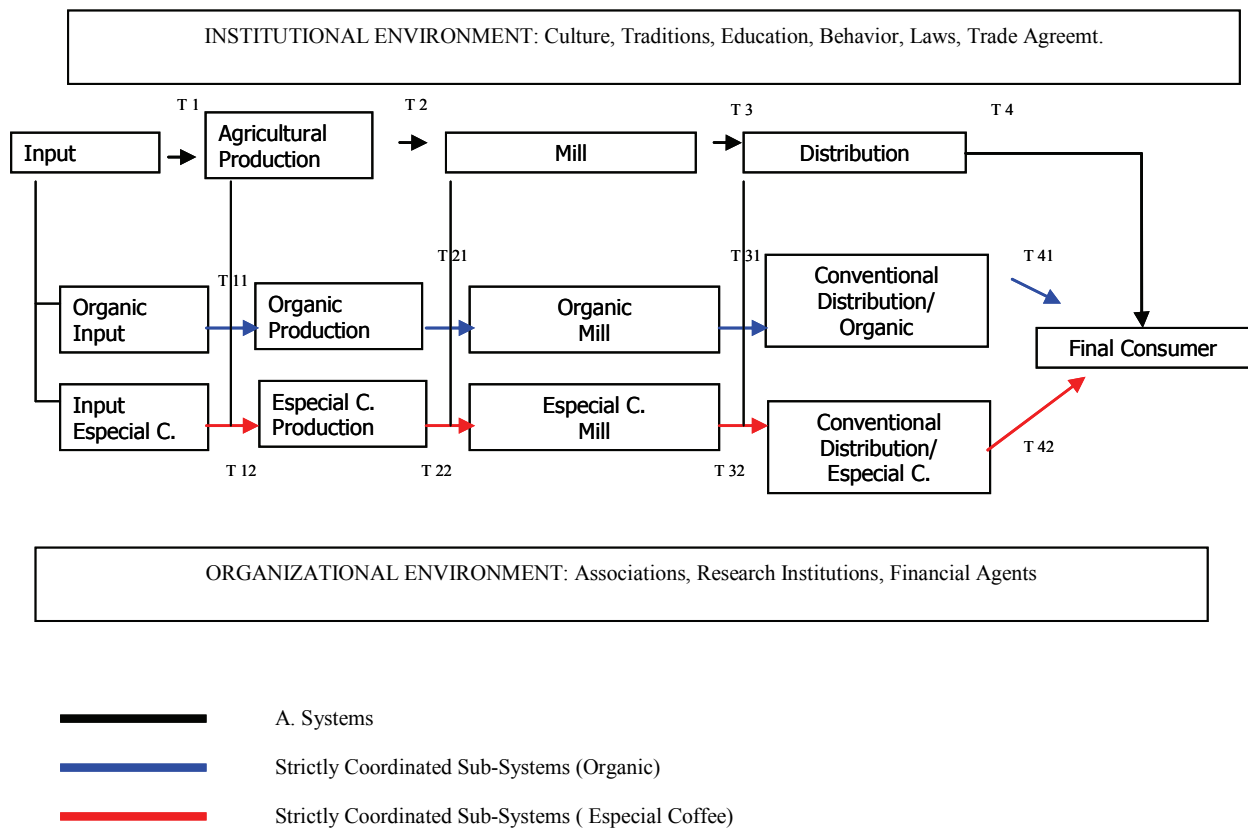 INSTITUTIONAL ENVIRONMENT: Culture, Traditions, Education, Behavior, Laws, Trade Agreemt.
T 1
T 2
T 3
T 4
Input
Agricultural
Production
Mill
Distribution
T 11
T 21
T 31
T 41
Organic
Input
Organic
Production
Organic
Mill
Conventional
Distribution/
Organic
Final Consumer
Input
Especial C.
Especial C.
Production
Especial C.
Mill
Conventional
Distribution/
Especial C.
T 12
T 22
T 32
T 42
ORGANIZATIONAL ENVIRONMENT: Associations, Research Institutions, Financial Agents
A. Systems
Strictly Coordinated Sub-Systems (Organic)
Strictly Coordinated Sub-Systems ( Especial Coffee)